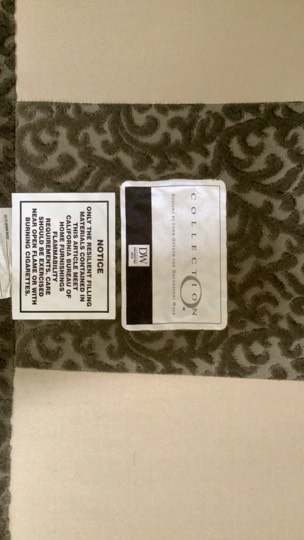 NOTICE
ONLY THE RESILIENT FILLING
MATERIALS CONTAINED IN
THIS ARTICLE MEET
CALIFORNIA BUREAU OF
HOME FURNISHINGS
FLAMMABILITY
REQUIREMENTS. CARE
SHOULD BE EXERCISED
NEAR OPEN FLAME OR WITH
BURNING CIGARETTES.
COLLECTION
DW